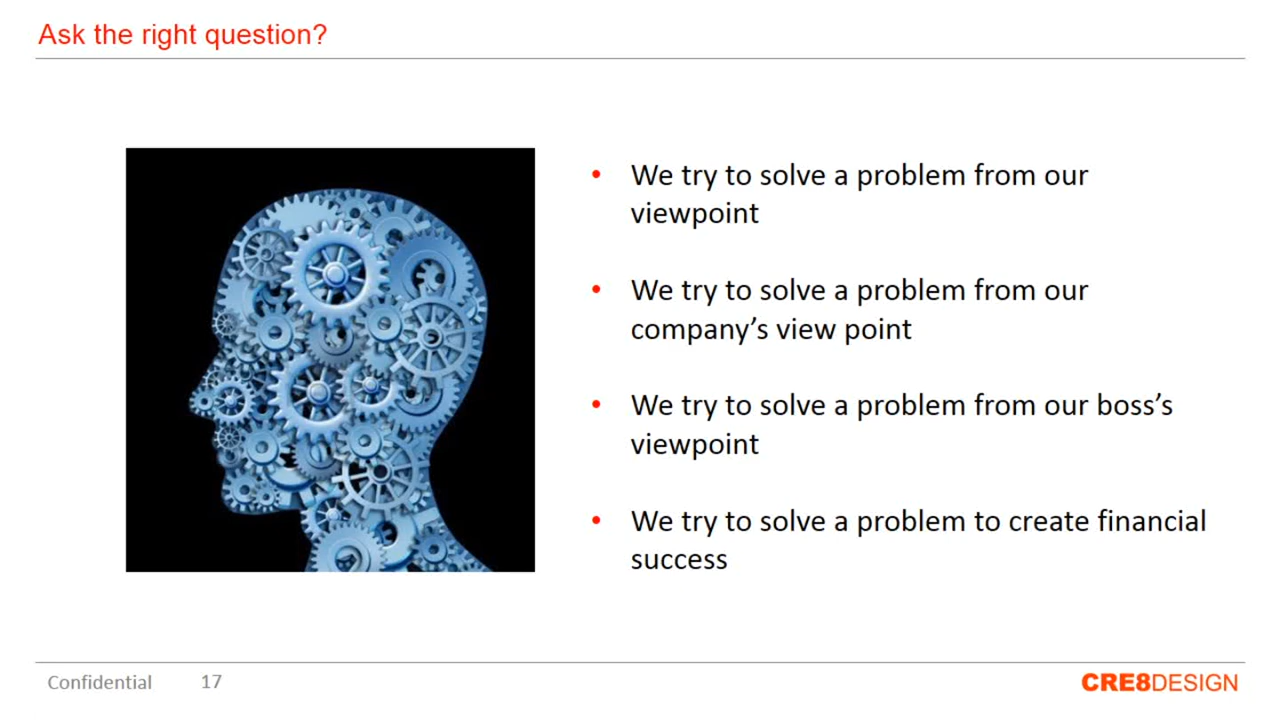 Ask the right question?
• We try to solve a problem from our
viewpoint
• We try to solve a problem from our
company’s view point
• We try to solve a problem from our boss’s
viewpoint
• We try to solve a problem to create financial
success
Confidential 17 CRE8DESIGN